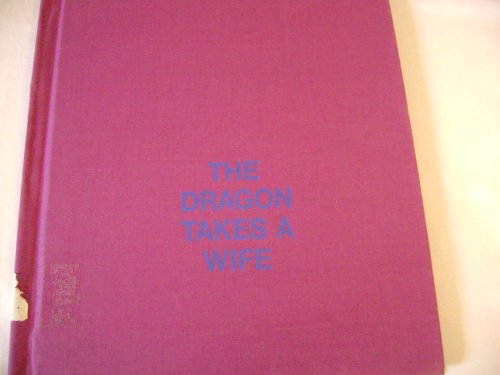 THE
DRAGON
TAKES A
WIFE